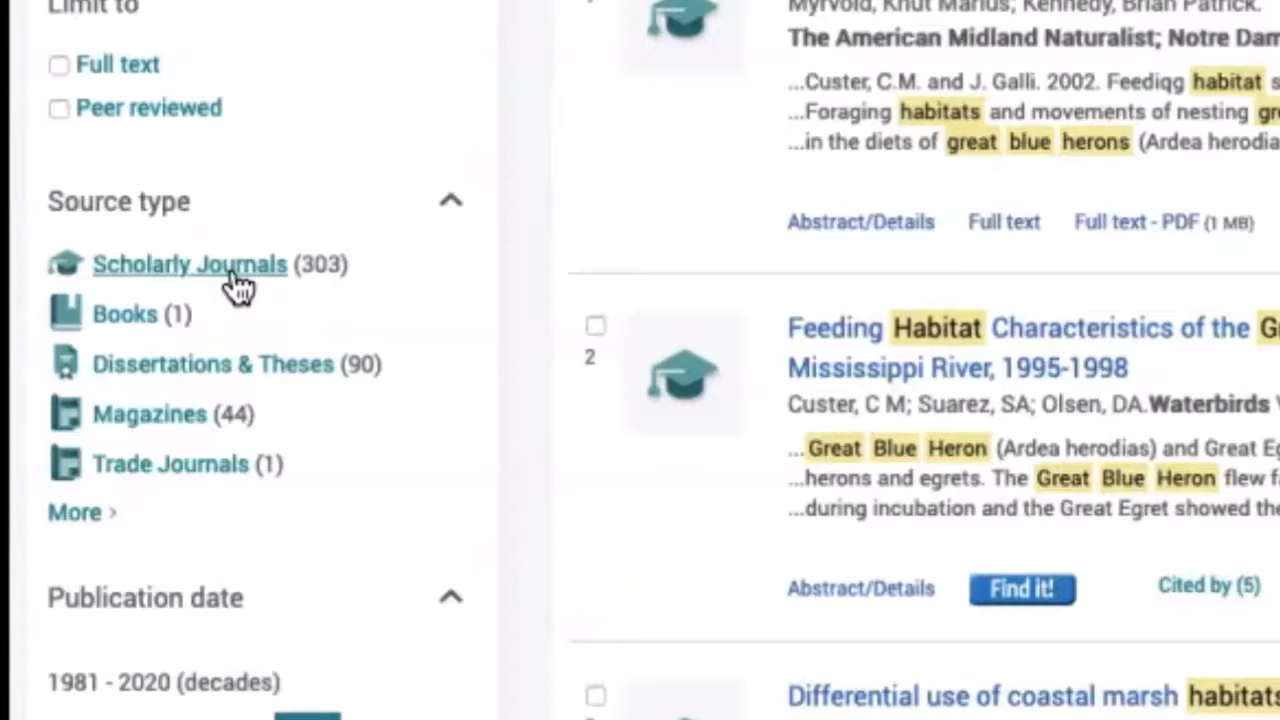 Limit to
Full text
Peer reviewed
Source type
Scholarly Journals (303)
Books (1)
Dissertations & Theses (90)
Magazines (44)
Trade Journals (1)
More
Publication date
1981 - 2020 (decades)
Myrvold, Knut Marius; Kennedy, Brian Patrick.
The American Midland Naturalist; Notre Dam
...Custer, C.M. and J. Galli. 2002. Feediqg habitat s
...Foraging habitats and movements of nesting gr
...in the diets of great blue herons (Ardea herodia
Abstract/Details Full text Full text - PDF (1 MB)
2
Feeding Habitat Characteristics of the G
Mississippi River, 1995-1998
Custer, C M; Suarez, SA; Olsen, DA.Waterbirds
...Great Blue Heron (Ardea herodias) and Great Eg
...herons and egrets. The Great Blue Heron flew f
...during incubation and the Great Egret showed the
Abstract/Details Find it! Cited by (5)
Differential use of coastal marsh habitats